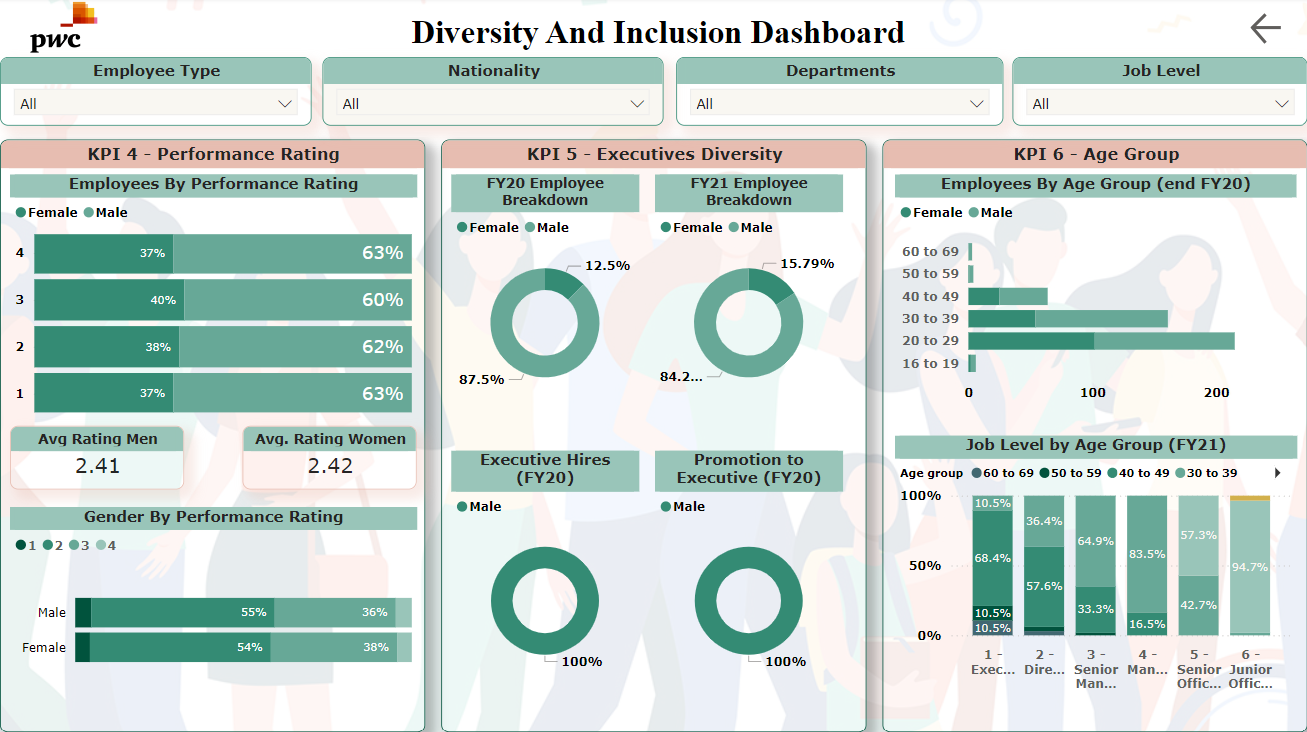 pwc
Diversity And Inclusion Dashboard
Employee Type
All
Nationality
All
Departments
All
Job Level
All
KPI 4 - Performance Rating
Employees By Performance Rating
Female Male
4 37% 63%
3 40% 60%
2 38% 62%
1 37% 63%
Avg Rating Men
2.41
Avg. Rating Women
2.42
Gender By Performance Rating
1 2 3 4
Male 55% 36%
Female 54% 38%
KPI 5 - Executives Diversity
FY20 Employee
Breakdown
Female Male
12.5%
87.5%
FY21 Employee
Breakdown
Female Male
15.79%
84.2...
Executive Hires
(FY20)
Male
100%
Promotion to
Executive (FY20)
Male
100%
KPI 6 - Age Group
Employees By Age Group (end FY20)
Female Male
60 to 69
50 to 59
40 to 49
30 to 39
20 to 29
16 to 19
0 100 200
Job Level by Age Group (FY21)
Age group 60 to 69 50 to 59 40 to 49 30 to 39
100%
50%
0%
10.5%
68.4%
10.5%
10.5%
36.4%
57.6%
64.9%
33.3%
83.5%
16.5%
57.3%
42.7%
94.7%
1 -
Exec...
2 -
Dire...
3 -
Senior
Man...
4 -
Man...
5 -
Senior
Offic...
6 -
Junior
Offic...